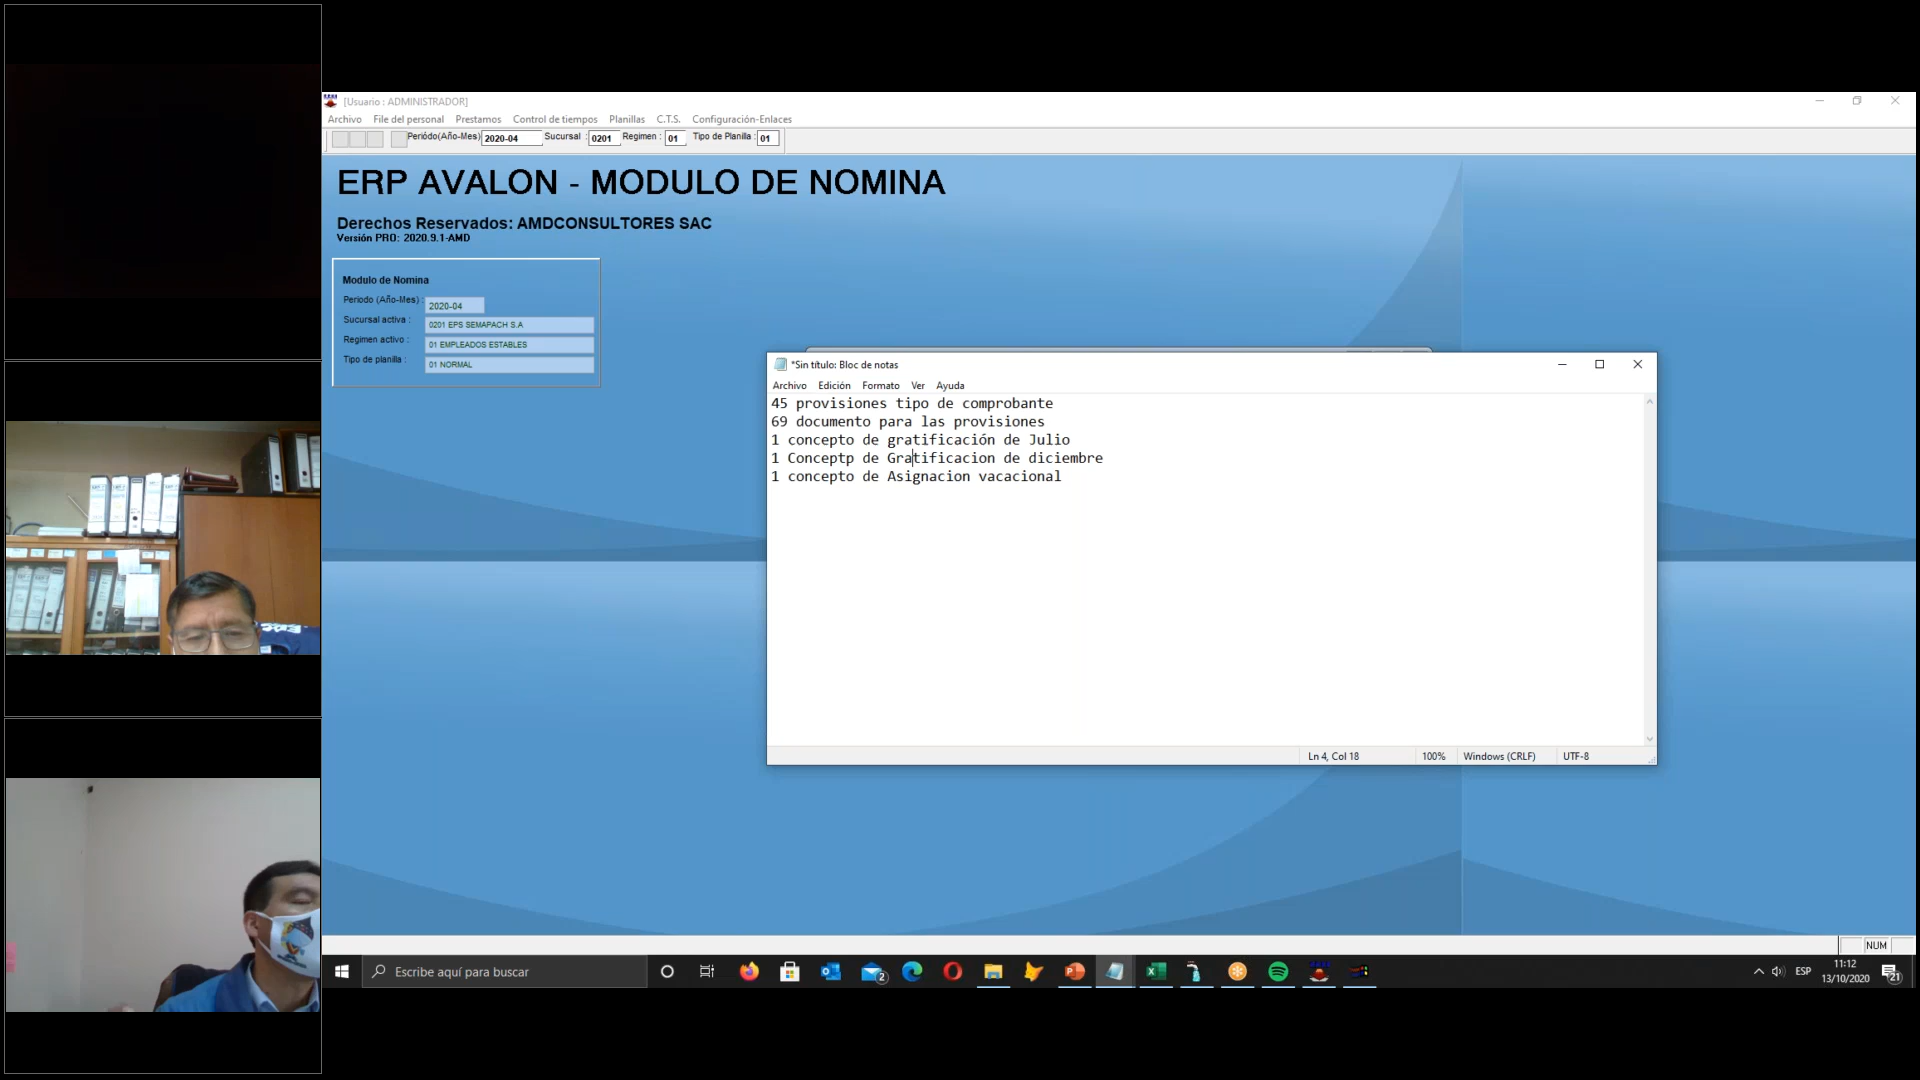 [Usuario : ADMINISTRADOR]
Archivo File del personal Prestamos Control de tiempos Planillas C.T.S. Configuración-Enlaces
Periódo(Año-Mes) 2020-04 Sucursal : 0201 Regimen : 01 Tipo de Planilla : 01
ERP AVALON - MODULO DE NOMINA
Derechos Reservados: AMDCONSULTORES SAC
Versión PRO: 2020.9.1-AMD
Modulo de Nomina
Periodo (Año-Mes) : 2020-04
Sucursal activa : 0201 EPS SEMAPACH S.A
Regimen activo : 01 EMPLEADOS ESTABLES
Tipo de planilla : 01 NORMAL
*Sin título: Bloc de notas
Archivo Edición Formato Ver Ayuda
45 provisiones tipo de comprobante
69 documento para las provisiones
1 concepto de gratificación de Julio
1 Conceptp de Gratificacion de diciembre
1 concepto de Asignacion vacacional
Ln 4, Col 18 100% Windows (CRLF) UTF-8
NUM
Escribe aquí para buscar
2
ESP
11:12
13/10/2020
21